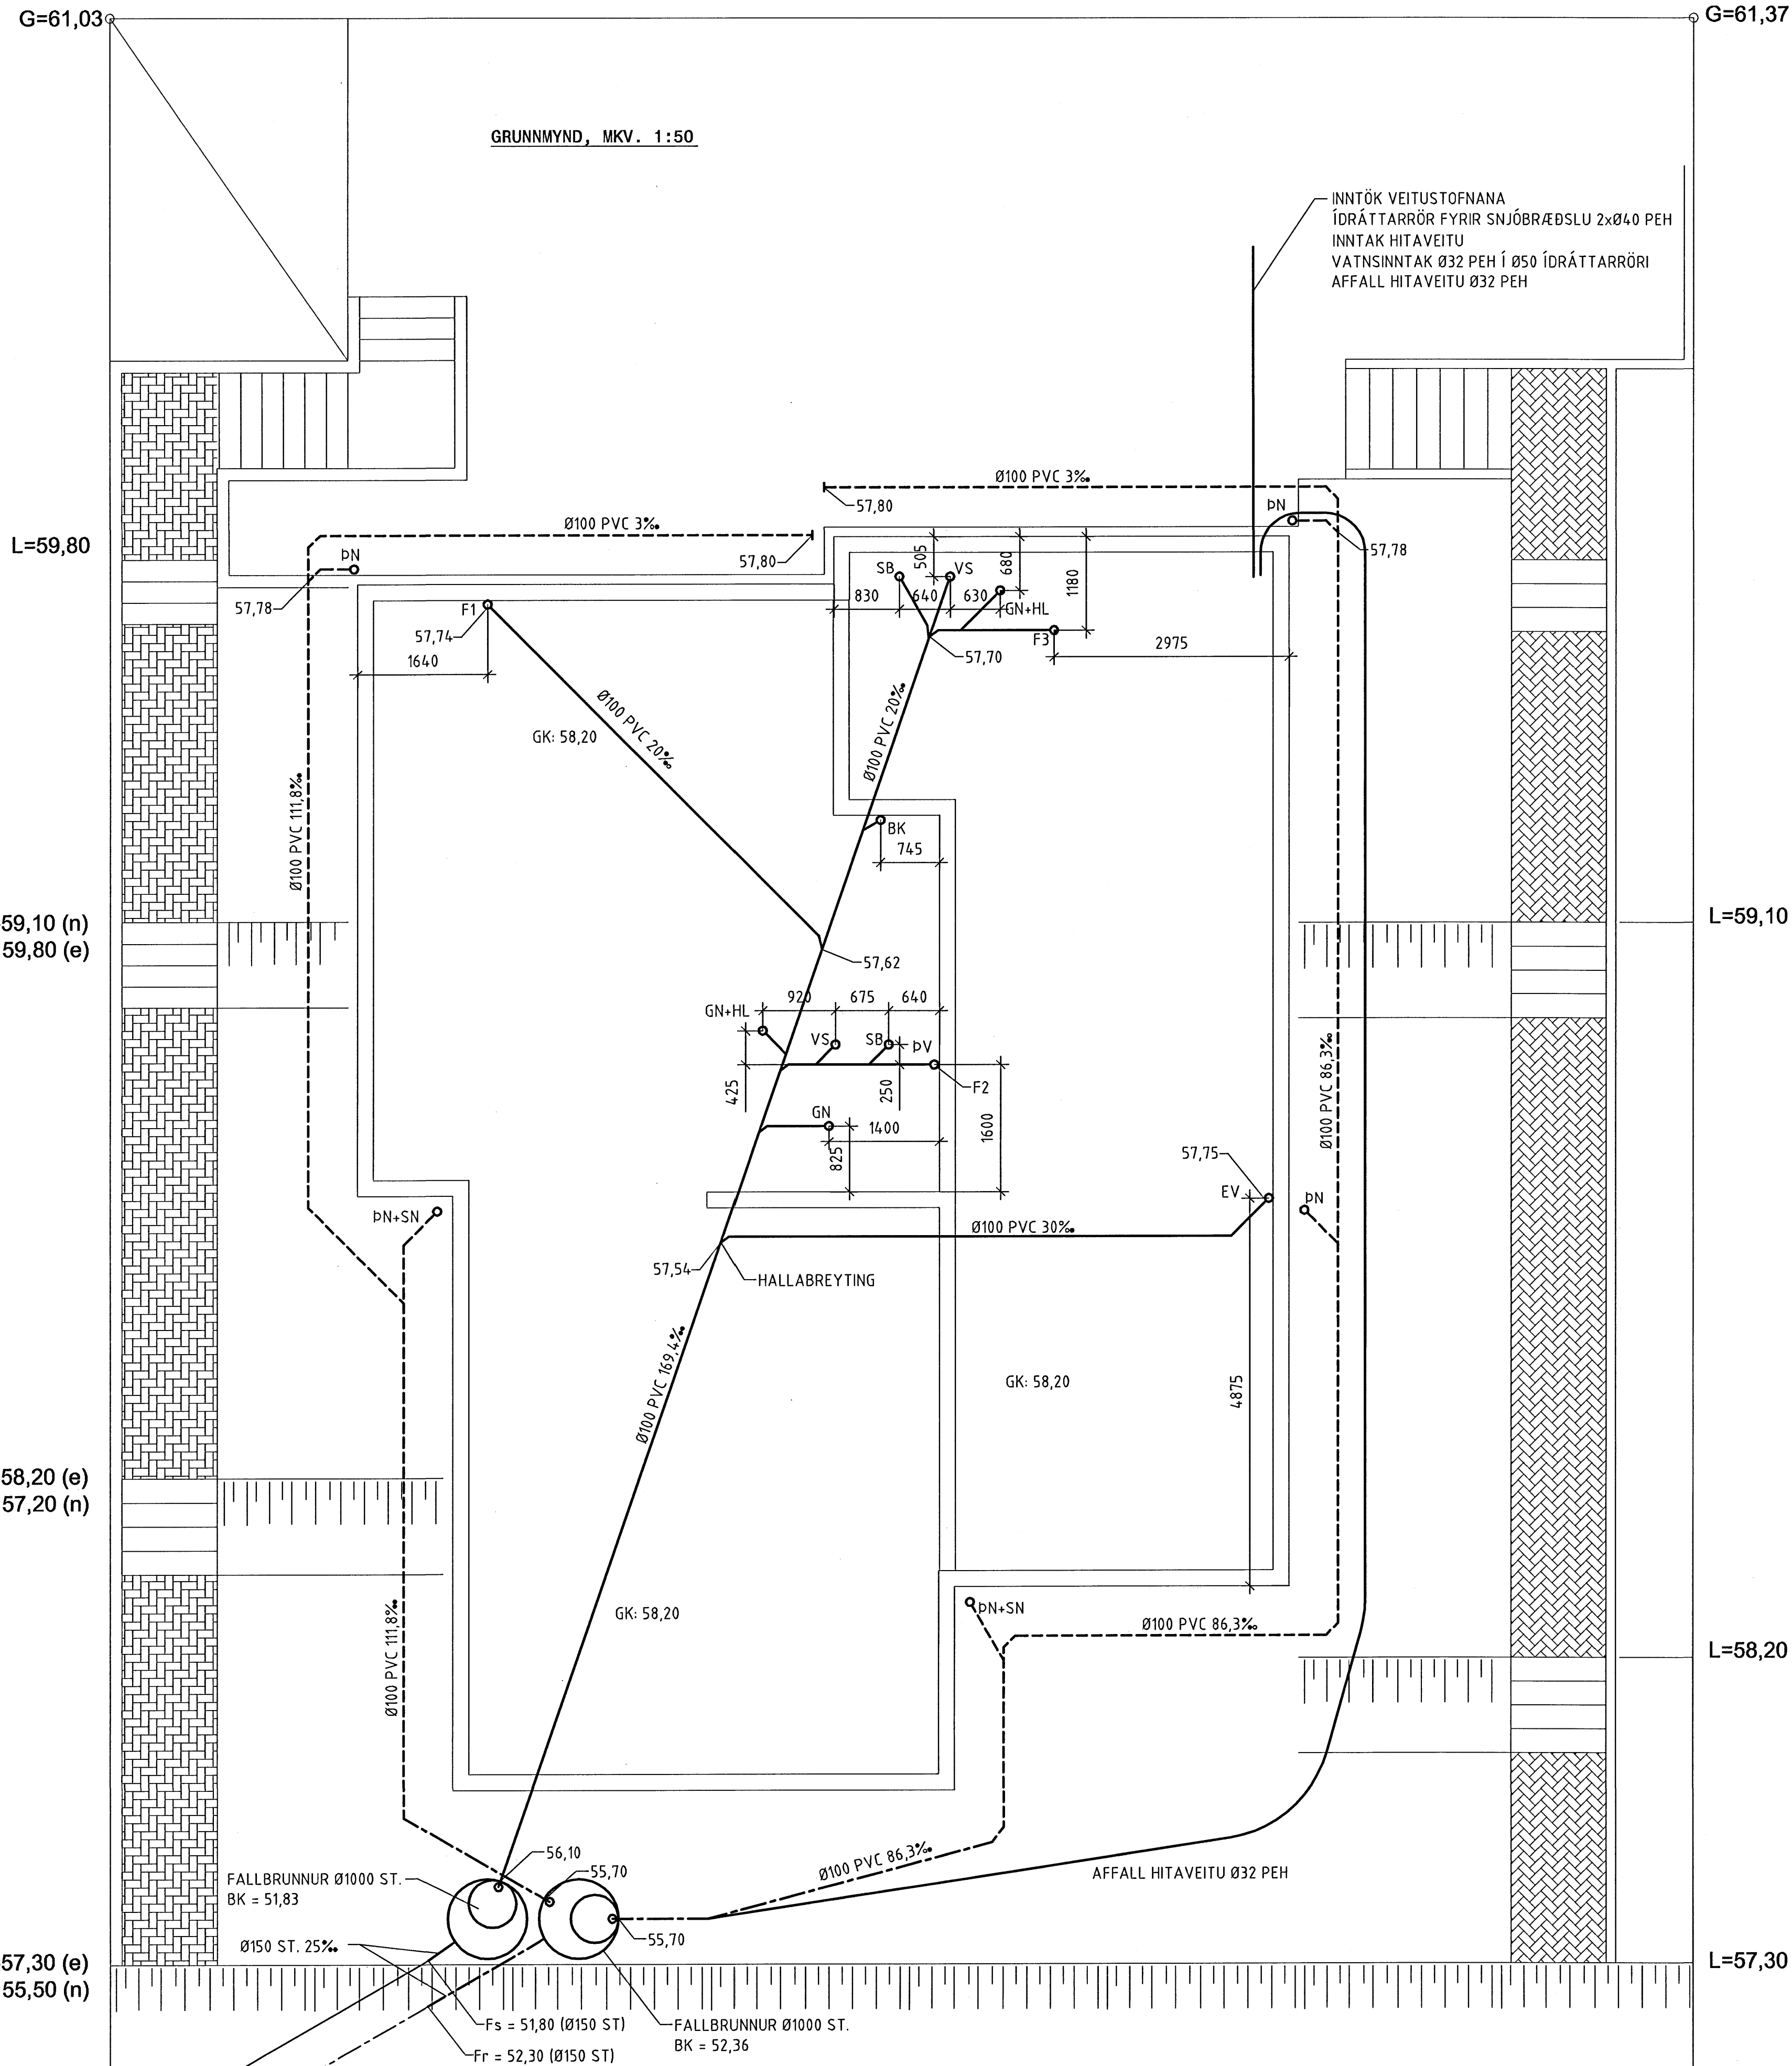 G=61,03
G=61,37
GRUNNMYND, MKV. 1:50
INNTÖK VEITUSTOFNANA
ÍDRÁTTARRÖR FYRIR SNJÓBRÆÐSLU 2xØ40 PEH
INNTAK HITAVEITU
VATNSINNTAK Ø32 PEH Í Ø50 ÍDRÁTTARRÖRI
AFFALL HITAVEITU Ø32 PEH
Ø100 PVC 3‰
57,80
ÞN
Ø100 PVC 3‰
L=59,80
57,80
57,78
ÞN
57,78
505
680
1180
SB
VS
830
640
630
GN+HL
F1
57,74
F3
1640
57,70
2975
Ø100 PVC 20‰
Ø100 PVC 20‰
GK: 58,20
Ø100 PVC 111,8‰
BK
745
59,10 (n)
59,80 (e)
L=59,10
57,62
920
675
640
GN+HL
VS
SB
ÞV
F2
425
250
1600
Ø100 PVC 86,3‰
GN
1400
825
57,75
EV
ÞN
ÞN+SN
Ø100 PVC 30‰
57,54
HALLABREYTING
Ø100 PVC 169,4‰
GK: 58,20
4875
58,20 (e)
57,20 (n)
GK: 58,20
Ø100 PVC 111,8‰
ÞN+SN
Ø100 PVC 86,3‰
L=58,20
56,10
55,70
Ø100 PVC 86,3‰
AFFALL HITAVEITU Ø32 PEH
FALLBRUNNUR Ø1000 ST.
BK = 51,83
55,70
Ø150 ST. 25‰
57,30 (e)
55,50 (n)
L=57,30
Fs = 51,80 (Ø150 ST)
Fr = 52,30 (Ø150 ST)
FALLBRUNNUR Ø1000 ST.
BK = 52,36